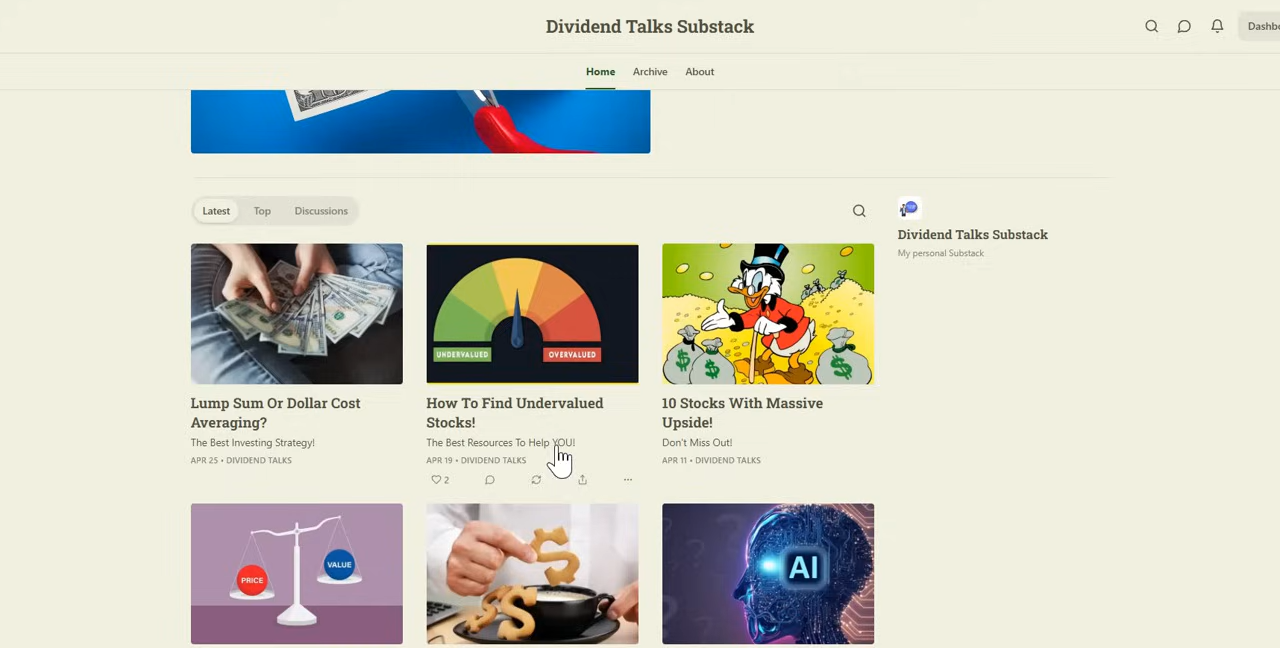 Dividend Talks Substack
Dashbo
Home Archive About
Latest Top Discussions
Dividend Talks Substack
My personal Substack
UNDERVALUED OVERVALUED
Lump Sum Or Dollar Cost
Averaging?
The Best Investing Strategy!
APR 25 • DIVIDEND TALKS
How To Find Undervalued
Stocks!
The Best Resources To Help YOU!
APR 19 • DIVIDEND TALKS
2
10 Stocks With Massive
Upside!
Don't Miss Out!
APR 11 • DIVIDEND TALKS
PRICE VALUE
AI